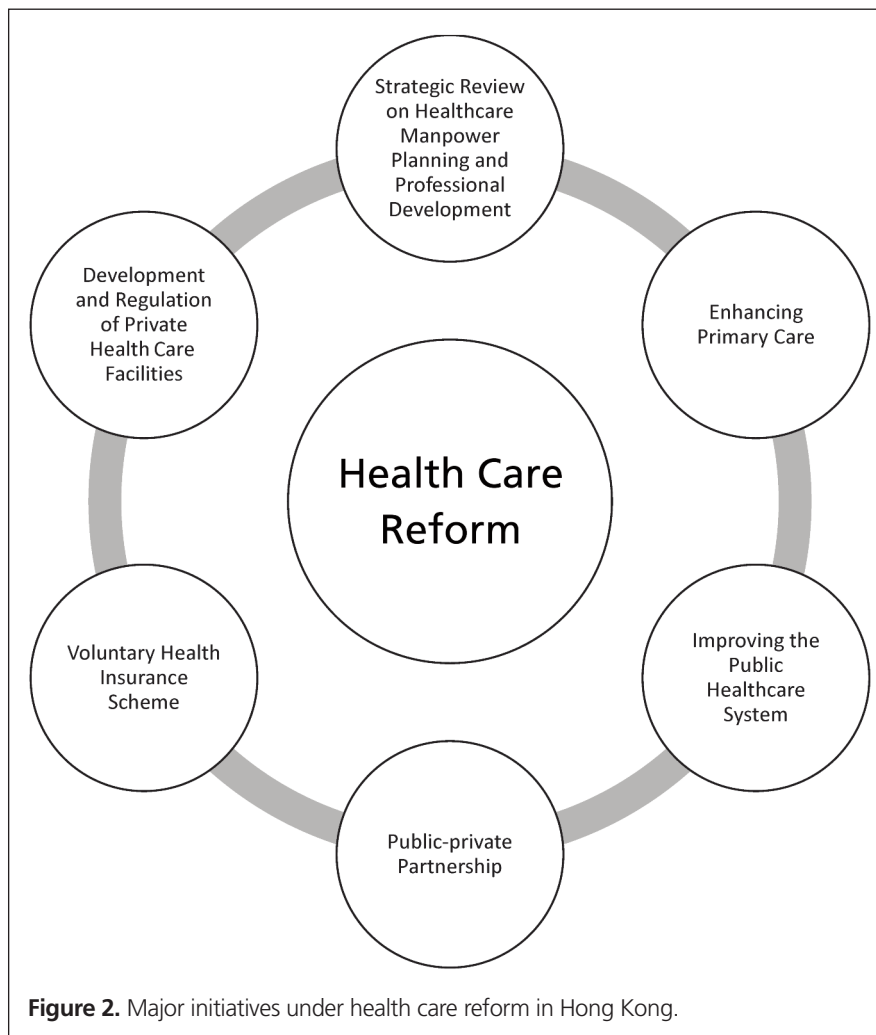 Strategic Review
on Healthcare
Manpower
Planning and
Professional
Development
Development
and Regulation
of Private
Health Care
Facilities
Enhancing
Primary Care
Health Care
Reform
Voluntary Health
Insurance
Scheme
Improving the
Public
Healthcare
System
Public-private
Partnership
Figure 2. Major initiatives under health care reform in Hong Kong.